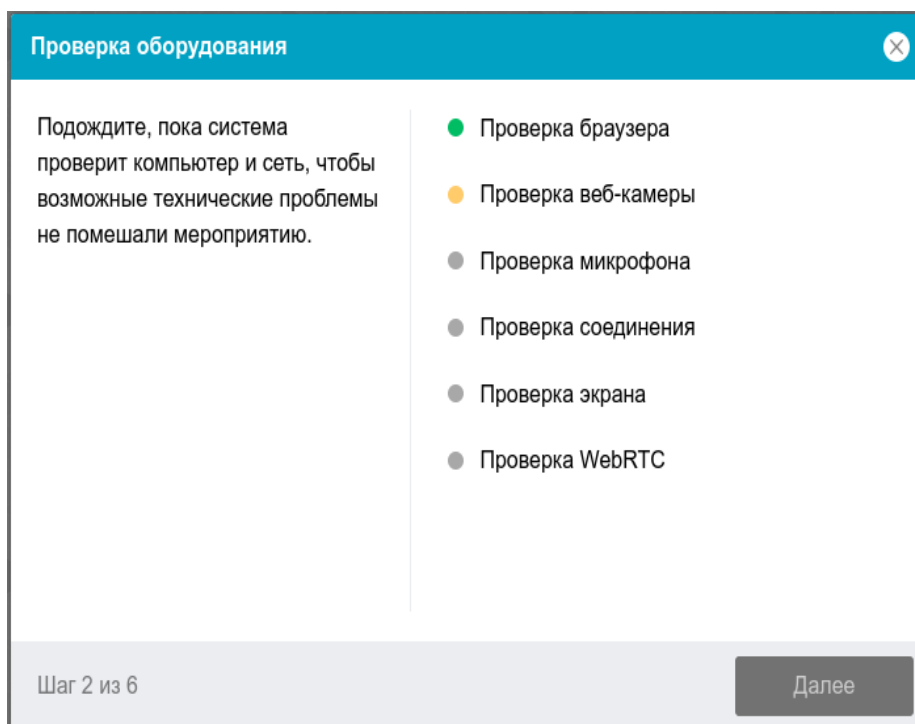 Проверка оборудования
Подождите, пока система
проверит компьютер и сеть, чтобы
возможные технические проблемы
не помешали мероприятию.
Проверка браузера
Проверка веб-камеры
Проверка микрофона
Проверка соединения
Проверка экрана
Проверка WebRTC
Шаг 2 из 6
Далее